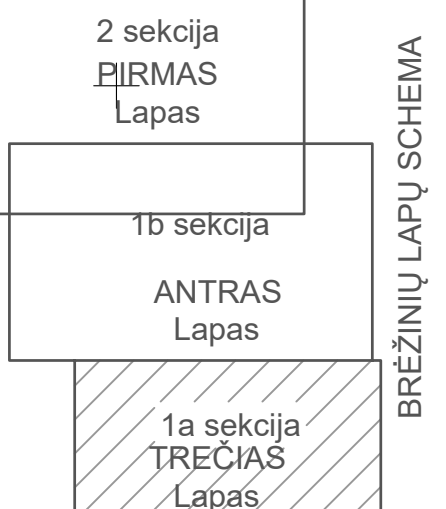 2 sekcija
PIRMAS
Lapas
1b sekcija
ANTRAS
Lapas
1a sekcija
TREČIAS
Lapas
BRĖŽINIŲ LAPŲ SCHEMA